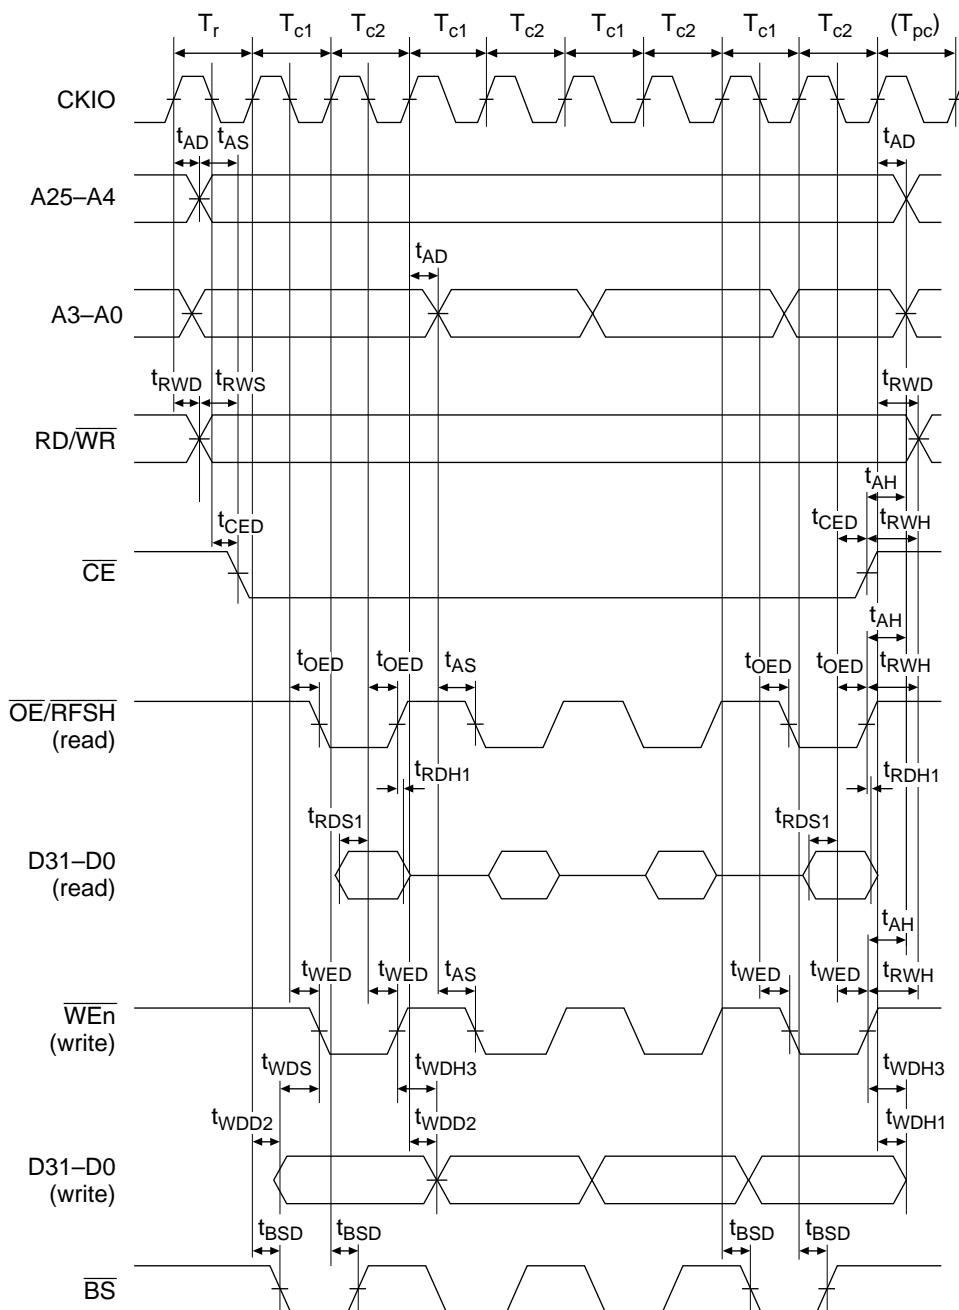 Tr Tc1 Tc2 Tc1 Tc2 Tc1 Tc2 Tc1 Tc2 (Tpc)
CKIO
tAD tAS tAD
A25–A4
tAD
A3–A0
tRWD tRWS tRWD
RD/WR
tAH
tCED tCED tRWH
CE
tAH
tOED tOED tAS tOED tOED tRWH
OE/RFSH
(read)
tRDH1 tRDH1
tRDS1 tRDS1
D31–D0
(read)
tAH
tWED tWED tAS tWED tWED tRWH
WEn
(write)
tWDS tWDH3 tWDH3
tWDD2 tWDD2 tWDH1
D31–D0
(write)
tBSD tBSD tBSD tBSD
BS